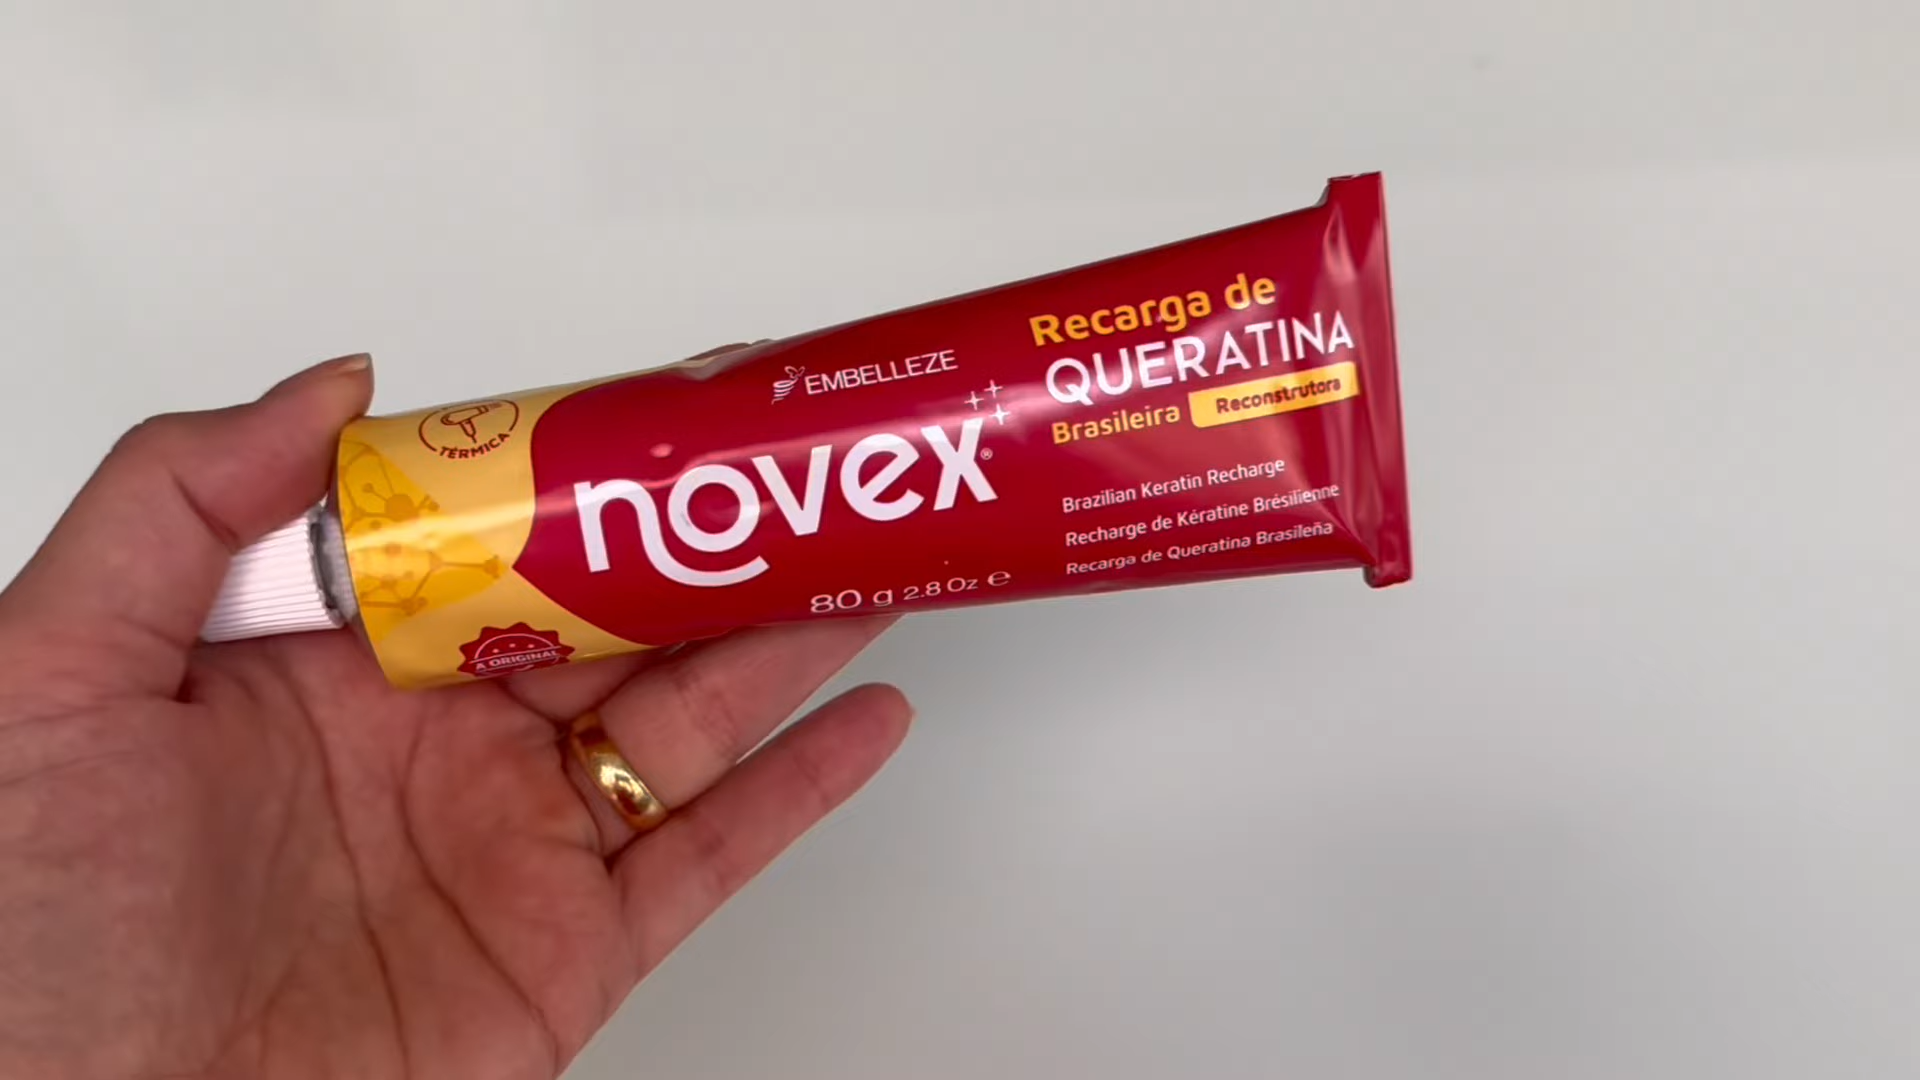 TÉRMICA
A ORIGINAL
EMBELLEZE
novex®
80 g 2.8 Oz ℮
Recarga de
QUERATINA
Brasileira Reconstrutora
Brazilian Keratin Recharge
Recharge de Kératine Brésilienne
Recarga de Queratina Brasileña